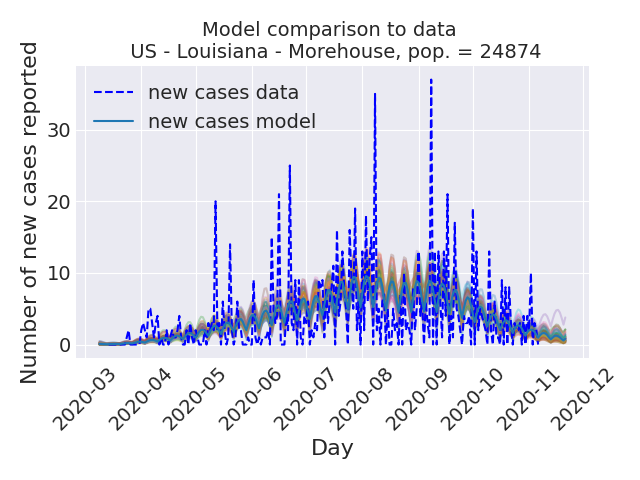 Model comparison to data
US - Louisiana - Morehouse, pop. = 24874
Number of new cases reported
new cases data
new cases model
30
20
10
0
2020-03
2020-04
2020-05
2020-06
2020-07
2020-08
2020-09
2020-10
2020-11
2020-12
Day